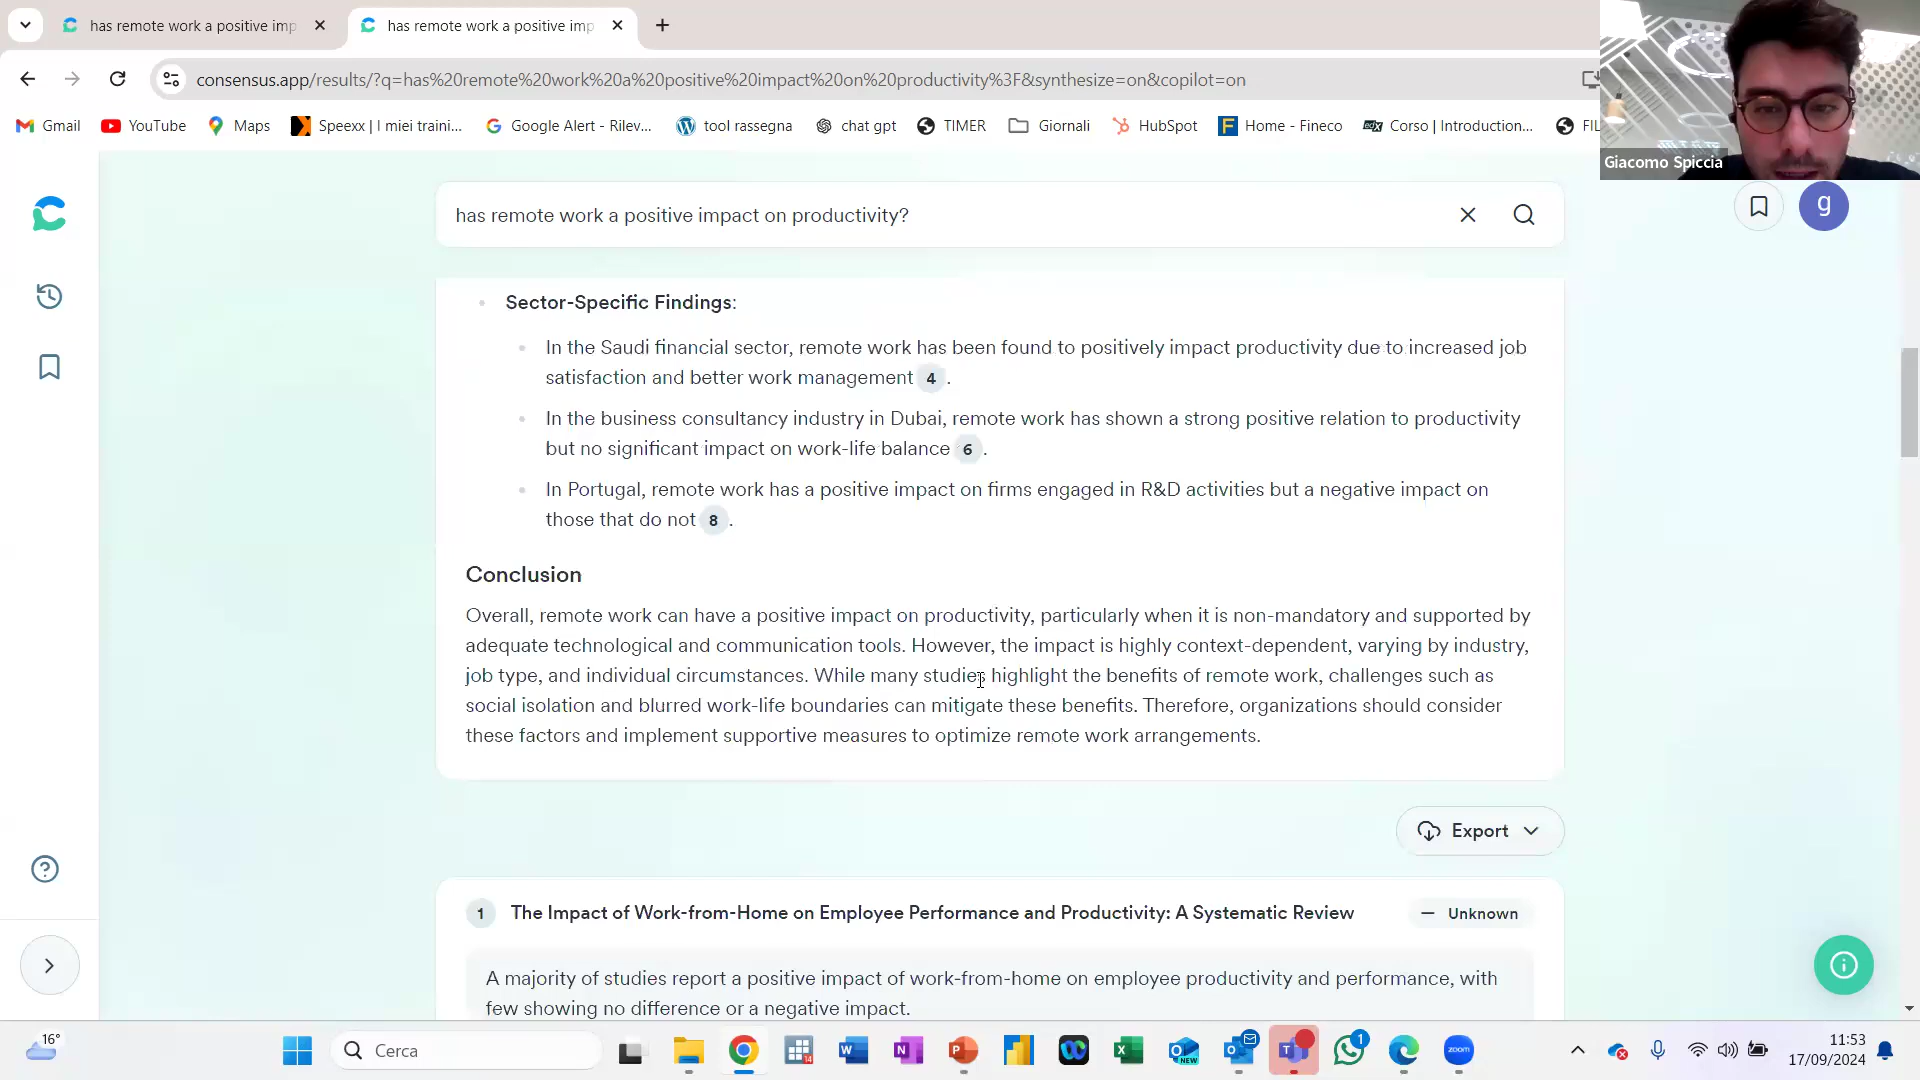 has remote work a positive imp
has remote work a positive imp
consensus.app/results/?q=has%20remote%20work%20a%20positive%20impact%20on%20productivity%3F&synthesize=on&copilot=on
Gmail
YouTube
Maps
Speexx | I miei traini...
Google Alert - Rilev...
tool rassegna
chat gpt
TIMER
Giornali
HubSpot
Home - Fineco
Corso | Introduction...
FIL
Giacomo Spiccia
has remote work a positive impact on productivity?
g
Sector-Specific Findings:
In the Saudi financial sector, remote work has been found to positively impact productivity due to increased job
satisfaction and better work management 4 .
In the business consultancy industry in Dubai, remote work has shown a strong positive relation to productivity
but no significant impact on work-life balance 6 .
In Portugal, remote work has a positive impact on firms engaged in R&D activities but a negative impact on
those that do not 8 .
Conclusion
Overall, remote work can have a positive impact on productivity, particularly when it is non-mandatory and supported by
adequate technological and communication tools. However, the impact is highly context-dependent, varying by industry,
job type, and individual circumstances. While many studies highlight the benefits of remote work, challenges such as
social isolation and blurred work-life boundaries can mitigate these benefits. Therefore, organizations should consider
these factors and implement supportive measures to optimize remote work arrangements.
Export
1 The Impact of Work-from-Home on Employee Performance and Productivity: A Systematic Review
Unknown
A majority of studies report a positive impact of work-from-home on employee productivity and performance, with
few showing no difference or a negative impact.
16°
Cerca
11:53
17/09/2024